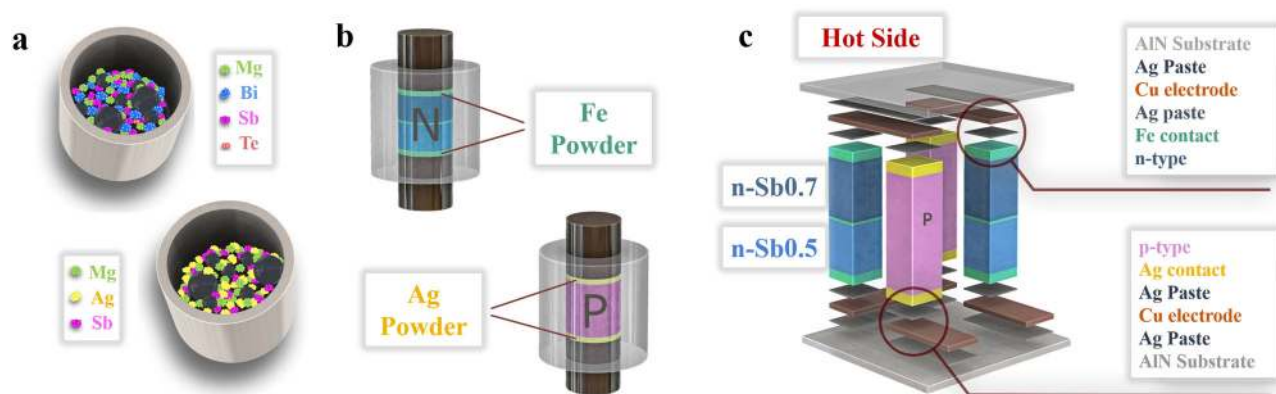 a
Mg
Bi
Sb
Te
Mg
Ag
Sb
b
N
Fe
Powder
Ag
Powder
P
c
Hot Side
n-Sb0.7
n-Sb0.5
P
AlN Substrate
Ag Paste
Cu electrode
Ag paste
Fe contact
n-type
p-type
Ag contact
Ag Paste
Cu electrode
Ag Paste
AlN Substrate